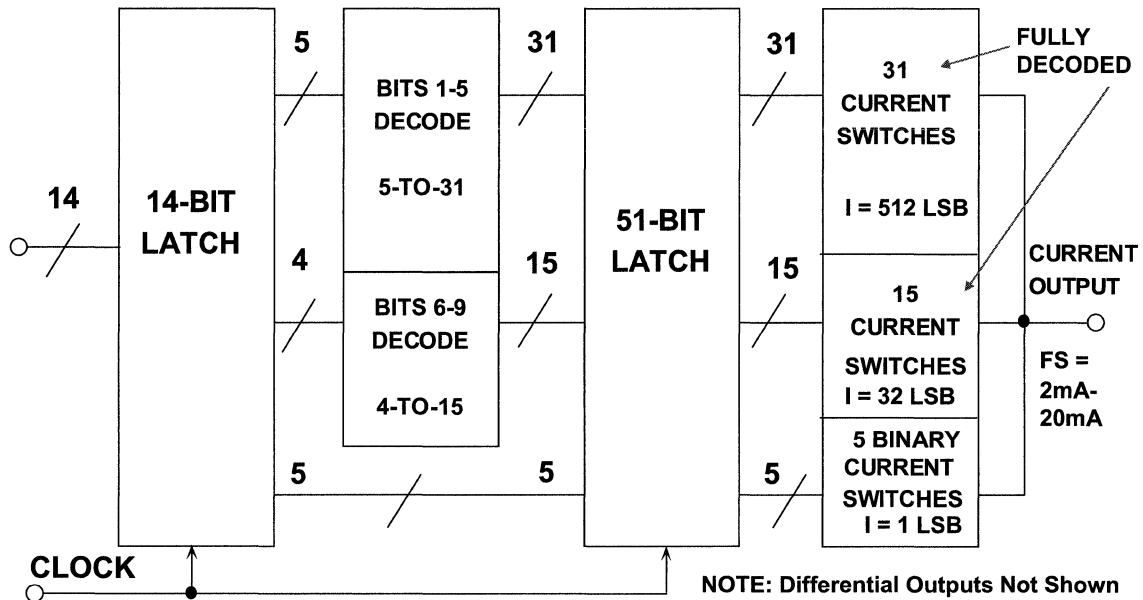 14
14-BIT
LATCH
5
4
5
BITS 1-5
DECODE
5-TO-31
BITS 6-9
DECODE
4-TO-15
31
15
5
51-BIT
LATCH
31
15
5
31
CURRENT
SWITCHES
I = 512 LSB
15
CURRENT
SWITCHES
I = 32 LSB
5 BINARY
CURRENT
SWITCHES
I = 1 LSB
FULLY
DECODED
CURRENT
OUTPUT
FS =
2mA-
20mA
CLOCK
NOTE: Differential Outputs Not Shown